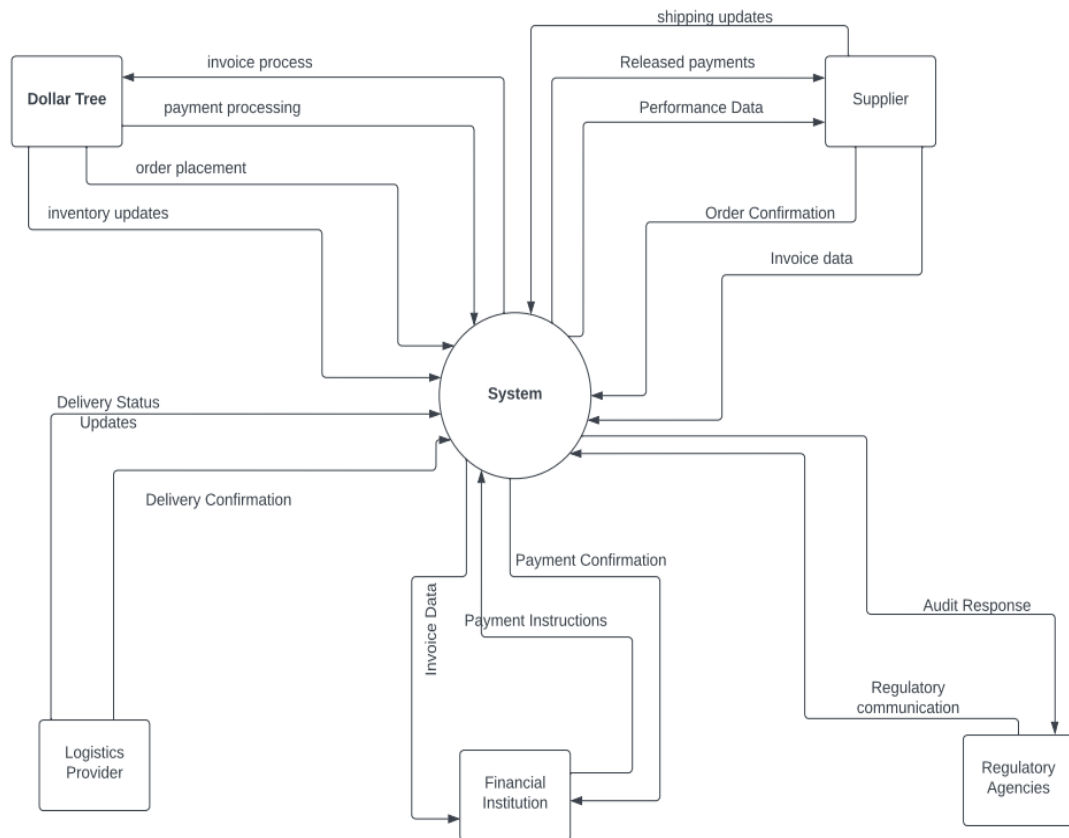 shipping updates
invoice process
Released payments
Dollar Tree
Supplier
payment processing
Performance Data
order placement
inventory updates
Order Confirmation
Invoice data
System
Delivery Status
Updates
Delivery Confirmation
Payment Confirmation
Invoice Data
Payment Instructions
Audit Response
Regulatory
communication
Logistics
Provider
Financial
Institution
Regulatory
Agencies